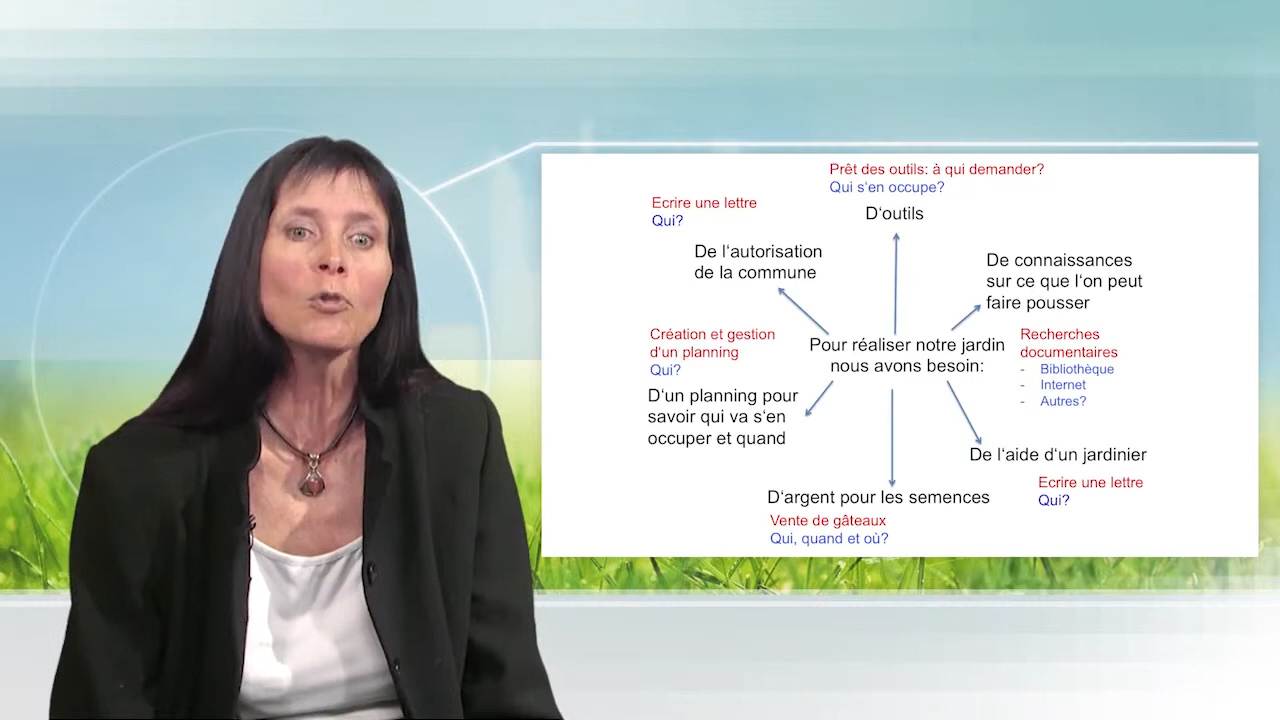 Prêt des outils: à qui demander?
Qui s'en occupe?
D‘outils
Ecrire une lettre
Qui?
De l‘autorisation
de la commune
De connaissances
sur ce que l‘on peut
faire pousser
Recherches
documentaires
- Bibliothèque
- Internet
- Autres?
Pour réaliser notre jardin
nous avons besoin:
Création et gestion
d‘un planning
Qui?
D‘un planning pour
savoir qui va s‘en
occuper et quand
De l‘aide d‘un jardinier
Ecrire une lettre
Qui?
D‘argent pour les semences
Vente de gâteaux
Qui, quand et où?